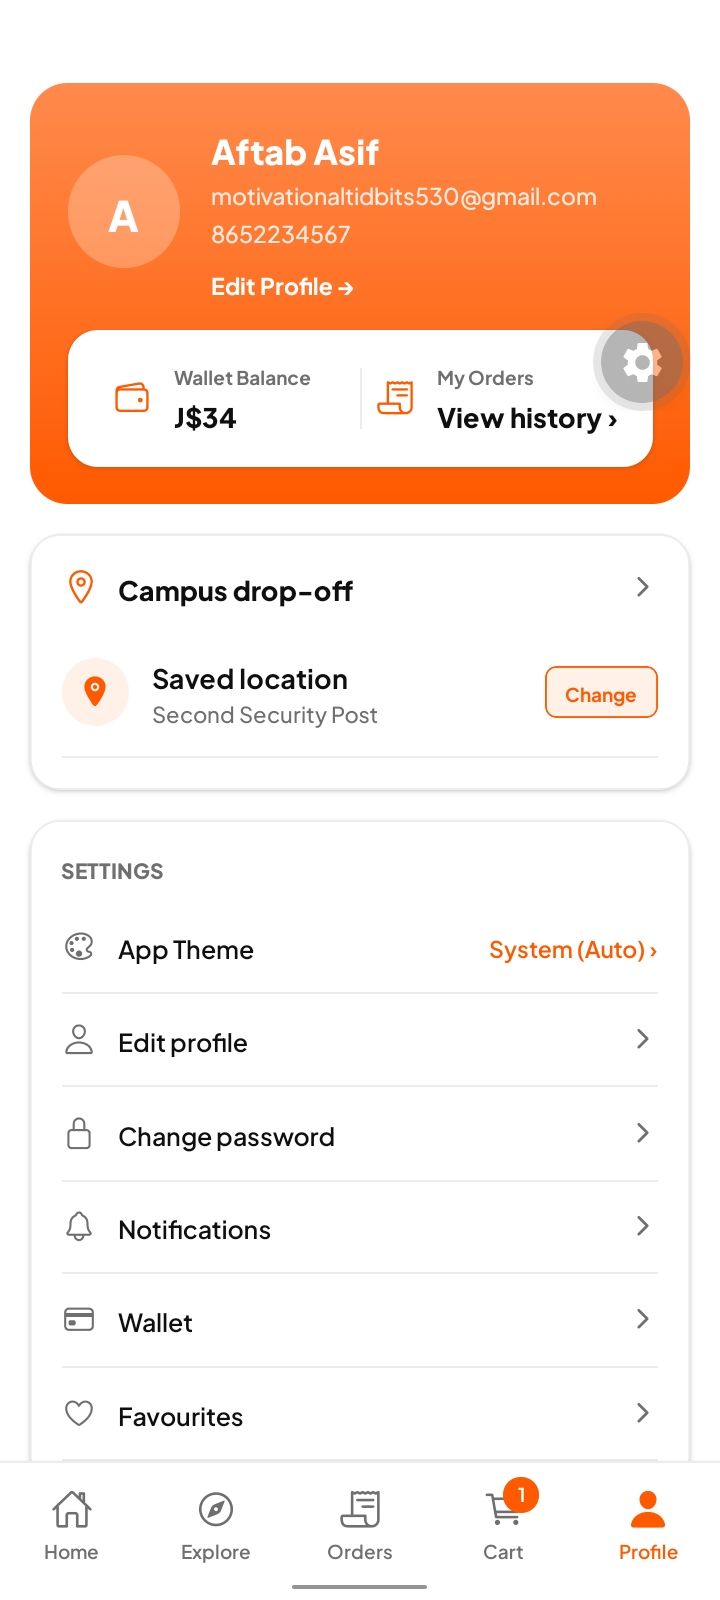 Aftab Asif
A
motivationaltidbits530@gmail.com
8652234567
Edit Profile →
Wallet Balance
J$34
My Orders
View history ›
Campus drop-off
Saved location
Second Security Post
Change
SETTINGS
App Theme
System (Auto) ›
Edit profile
Change password
Notifications
Wallet
Favourites
Home
Explore
Orders
1
Cart
Profile